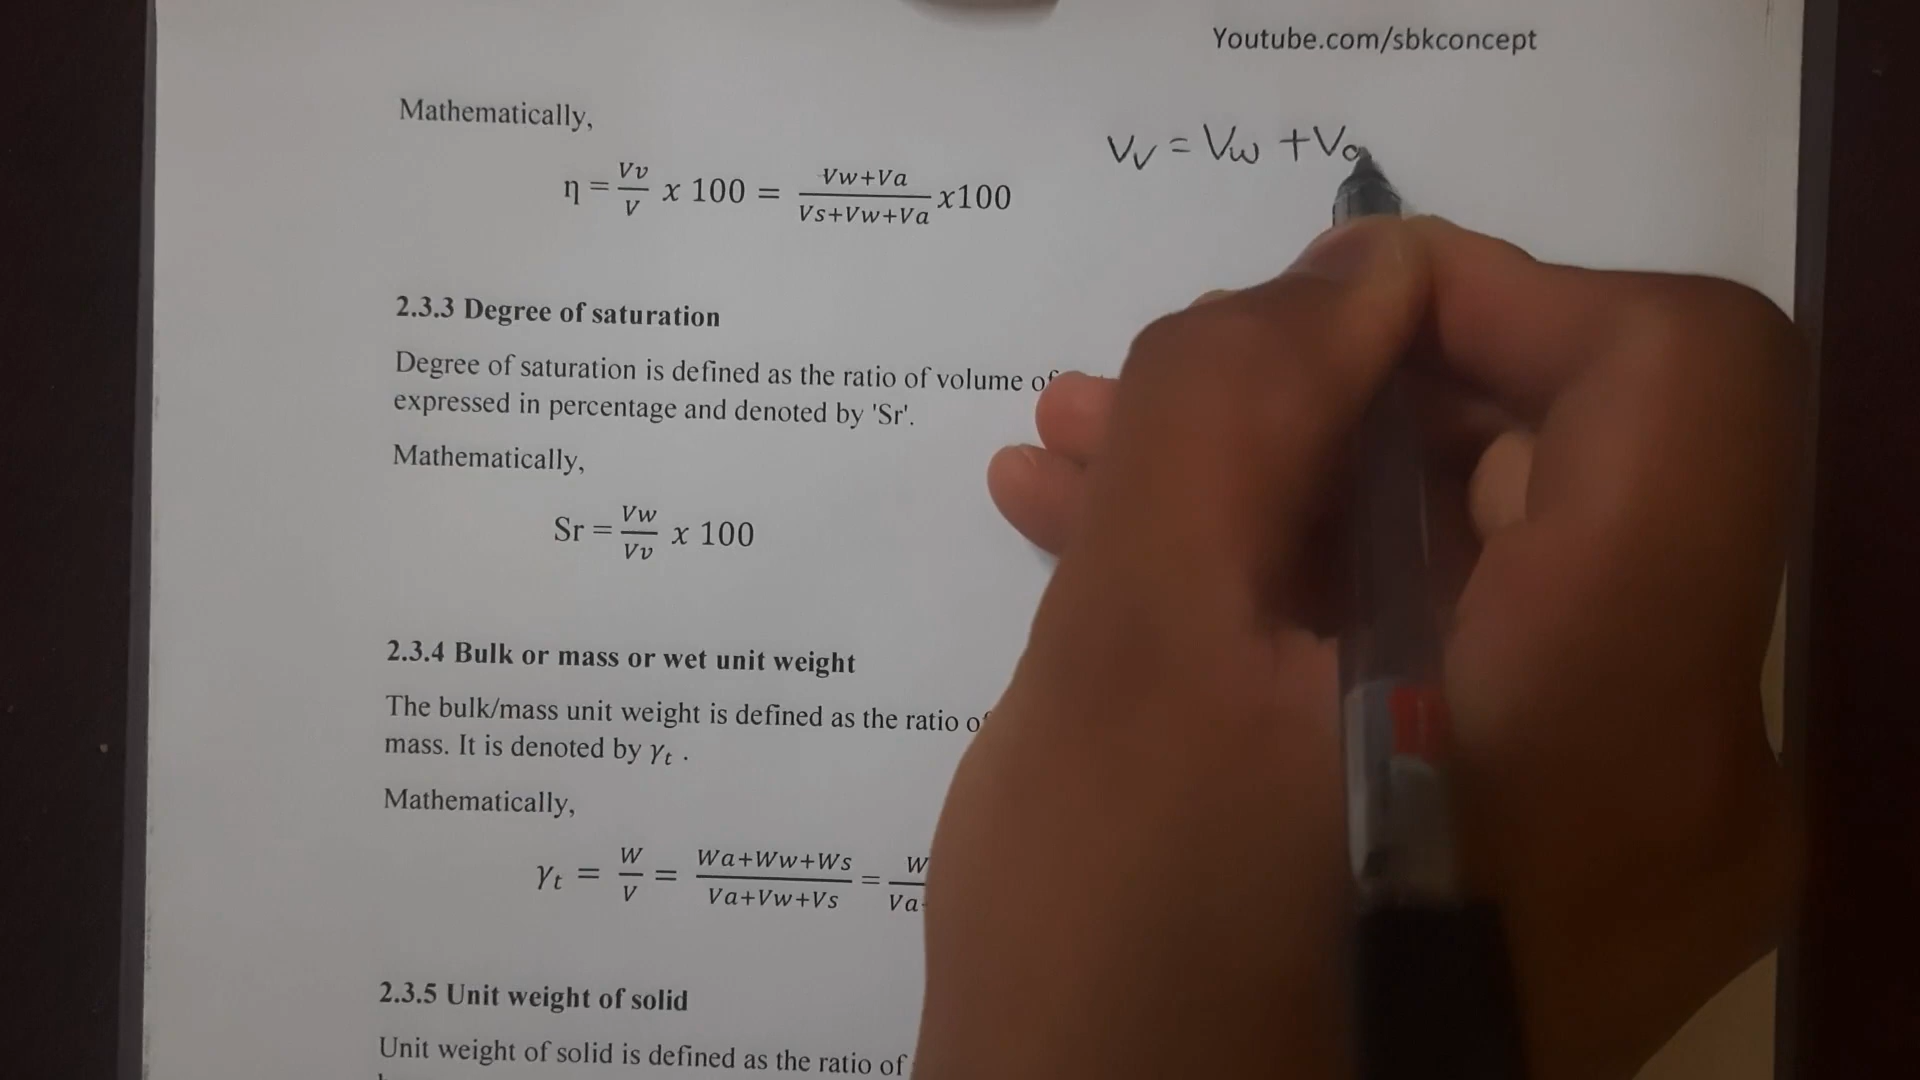 Youtube.com/sbkconcept
Mathematically,
Vv = Vw + Va
η = Vv/V x 100 = Vw+Va/Vs+Vw+Va x100
2.3.3 Degree of saturation
Degree of saturation is defined as the ratio of volume of
expressed in percentage and denoted by 'Sr'.
Mathematically,
Sr = Vw/Vv x 100
2.3.4 Bulk or mass or wet unit weight
The bulk/mass unit weight is defined as the ratio
mass. It is denoted by γt .
Mathematically,
γt = W/V = Wa+Ww+Ws/Va+Vw+Vs =
2.3.5 Unit weight of solid
Unit weight of solid is defined as the ratio of